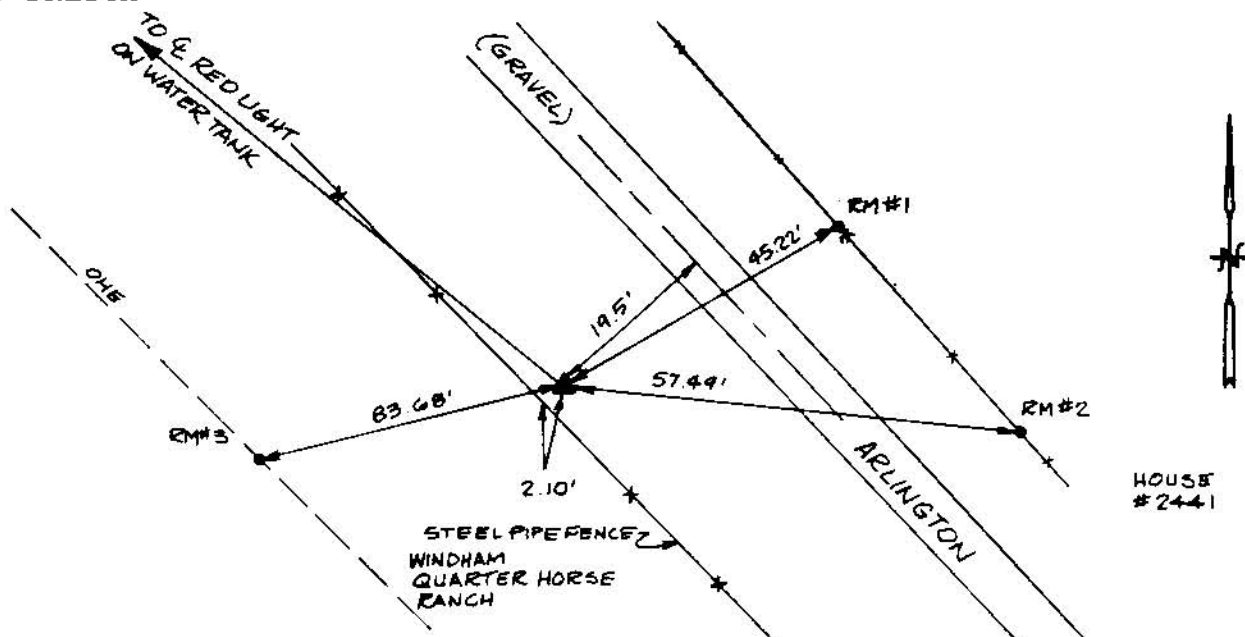 TO ℄ RED LIGHT
ON WATER TANK
(GRAVEL)
RM#1
45.22'
19.5'
OHE
57.49'
83.68'
RM#3
RM#2
ARLINGTON
2.10'
HOUSE
#2441
STEEL PIPE FENCE
WINDHAM
QUARTER HORSE
RANCH
N